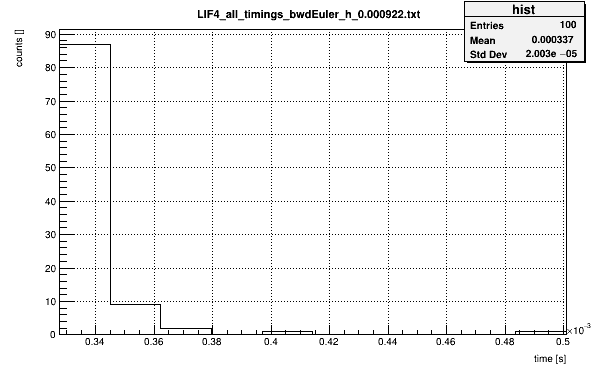 LIF4_all_timings_bwdEuler_h_0.000922.txt
hist
Entries 100
Mean 0.000337
Std Dev 2.003e −05
counts []
90
80
70
60
50
40
30
20
10
0
0.34 0.36 0.38 0.4 0.42 0.44 0.46 0.48 0.5
×10⁻³
time [s]